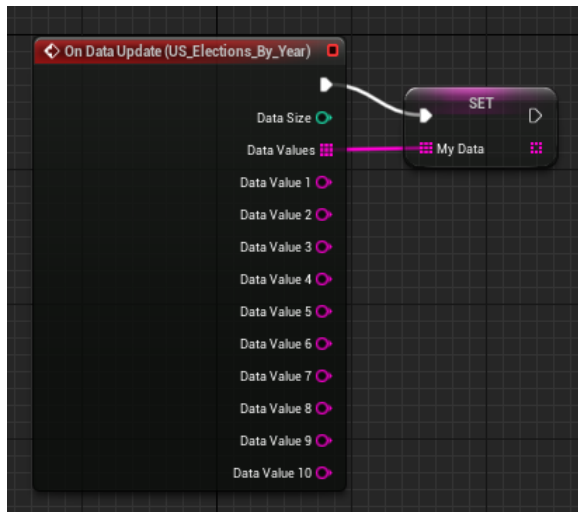 On Data Update (US_Elections_By_Year)
SET
Data Size
Data Values
My Data
Data Value 1
Data Value 2
Data Value 3
Data Value 4
Data Value 5
Data Value 6
Data Value 7
Data Value 8
Data Value 9
Data Value 10